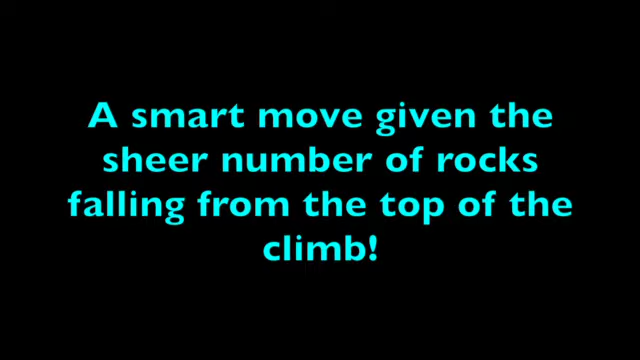 A smart move given the
sheer number of rocks
falling from the top of the
climb!